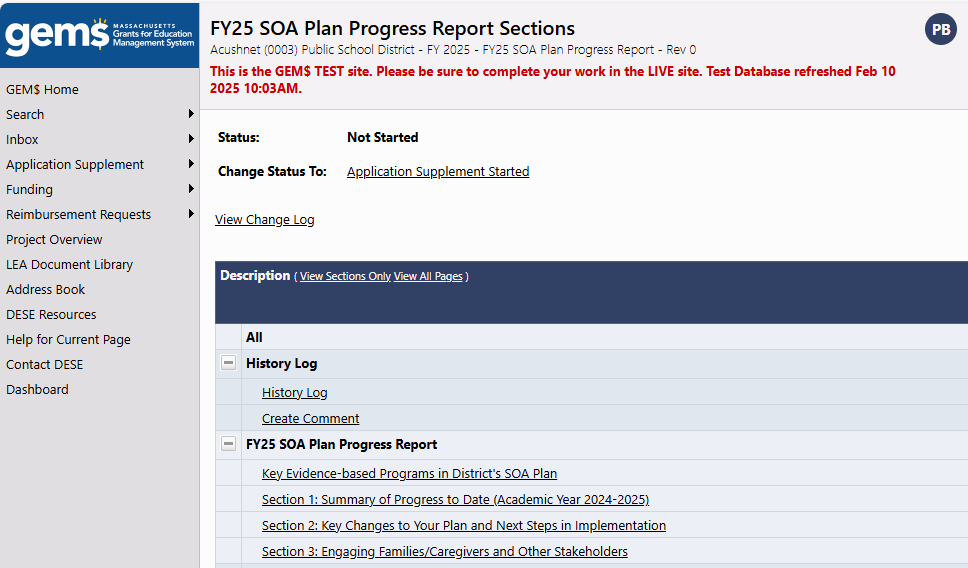 gem$ MASSACHUSETTS
Grants for Education
Management System
FY25 SOA Plan Progress Report Sections
Acushnet (0003) Public School District - FY 2025 - FY25 SOA Plan Progress Report - Rev 0
This is the GEM$ TEST site. Please be sure to complete your work in the LIVE site. Test Database refreshed Feb 10
2025 10:03AM.
PB
GEM$ Home
Search
Inbox
Application Supplement
Funding
Reimbursement Requests
Project Overview
LEA Document Library
Address Book
DESE Resources
Help for Current Page
Contact DESE
Dashboard
Status: Not Started
Change Status To: Application Supplement Started
View Change Log
Description ( View Sections Only View All Pages )
All
History Log
History Log
Create Comment
FY25 SOA Plan Progress Report
Key Evidence-based Programs in District's SOA Plan
Section 1: Summary of Progress to Date (Academic Year 2024-2025)
Section 2: Key Changes to Your Plan and Next Steps in Implementation
Section 3: Engaging Families/Caregivers and Other Stakeholders